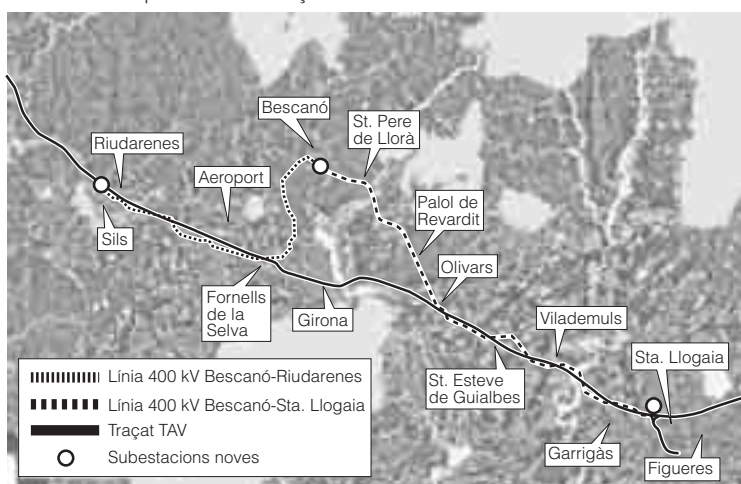 Bescanó
St. Pere
de Llorà
Riudarenes
Aeroport
Palol de
Revardit
Sils
Olivars
Fornells
de la
Selva
Girona
Vilademuls
Sta. Llogaia
St. Esteve
de Guialbes
Garrigàs
Figueres
Línia 400 kV Bescanó-Riudarenes
Línia 400 kV Bescanó-Sta. Llogaia
Traçat TAV
Subestacions noves